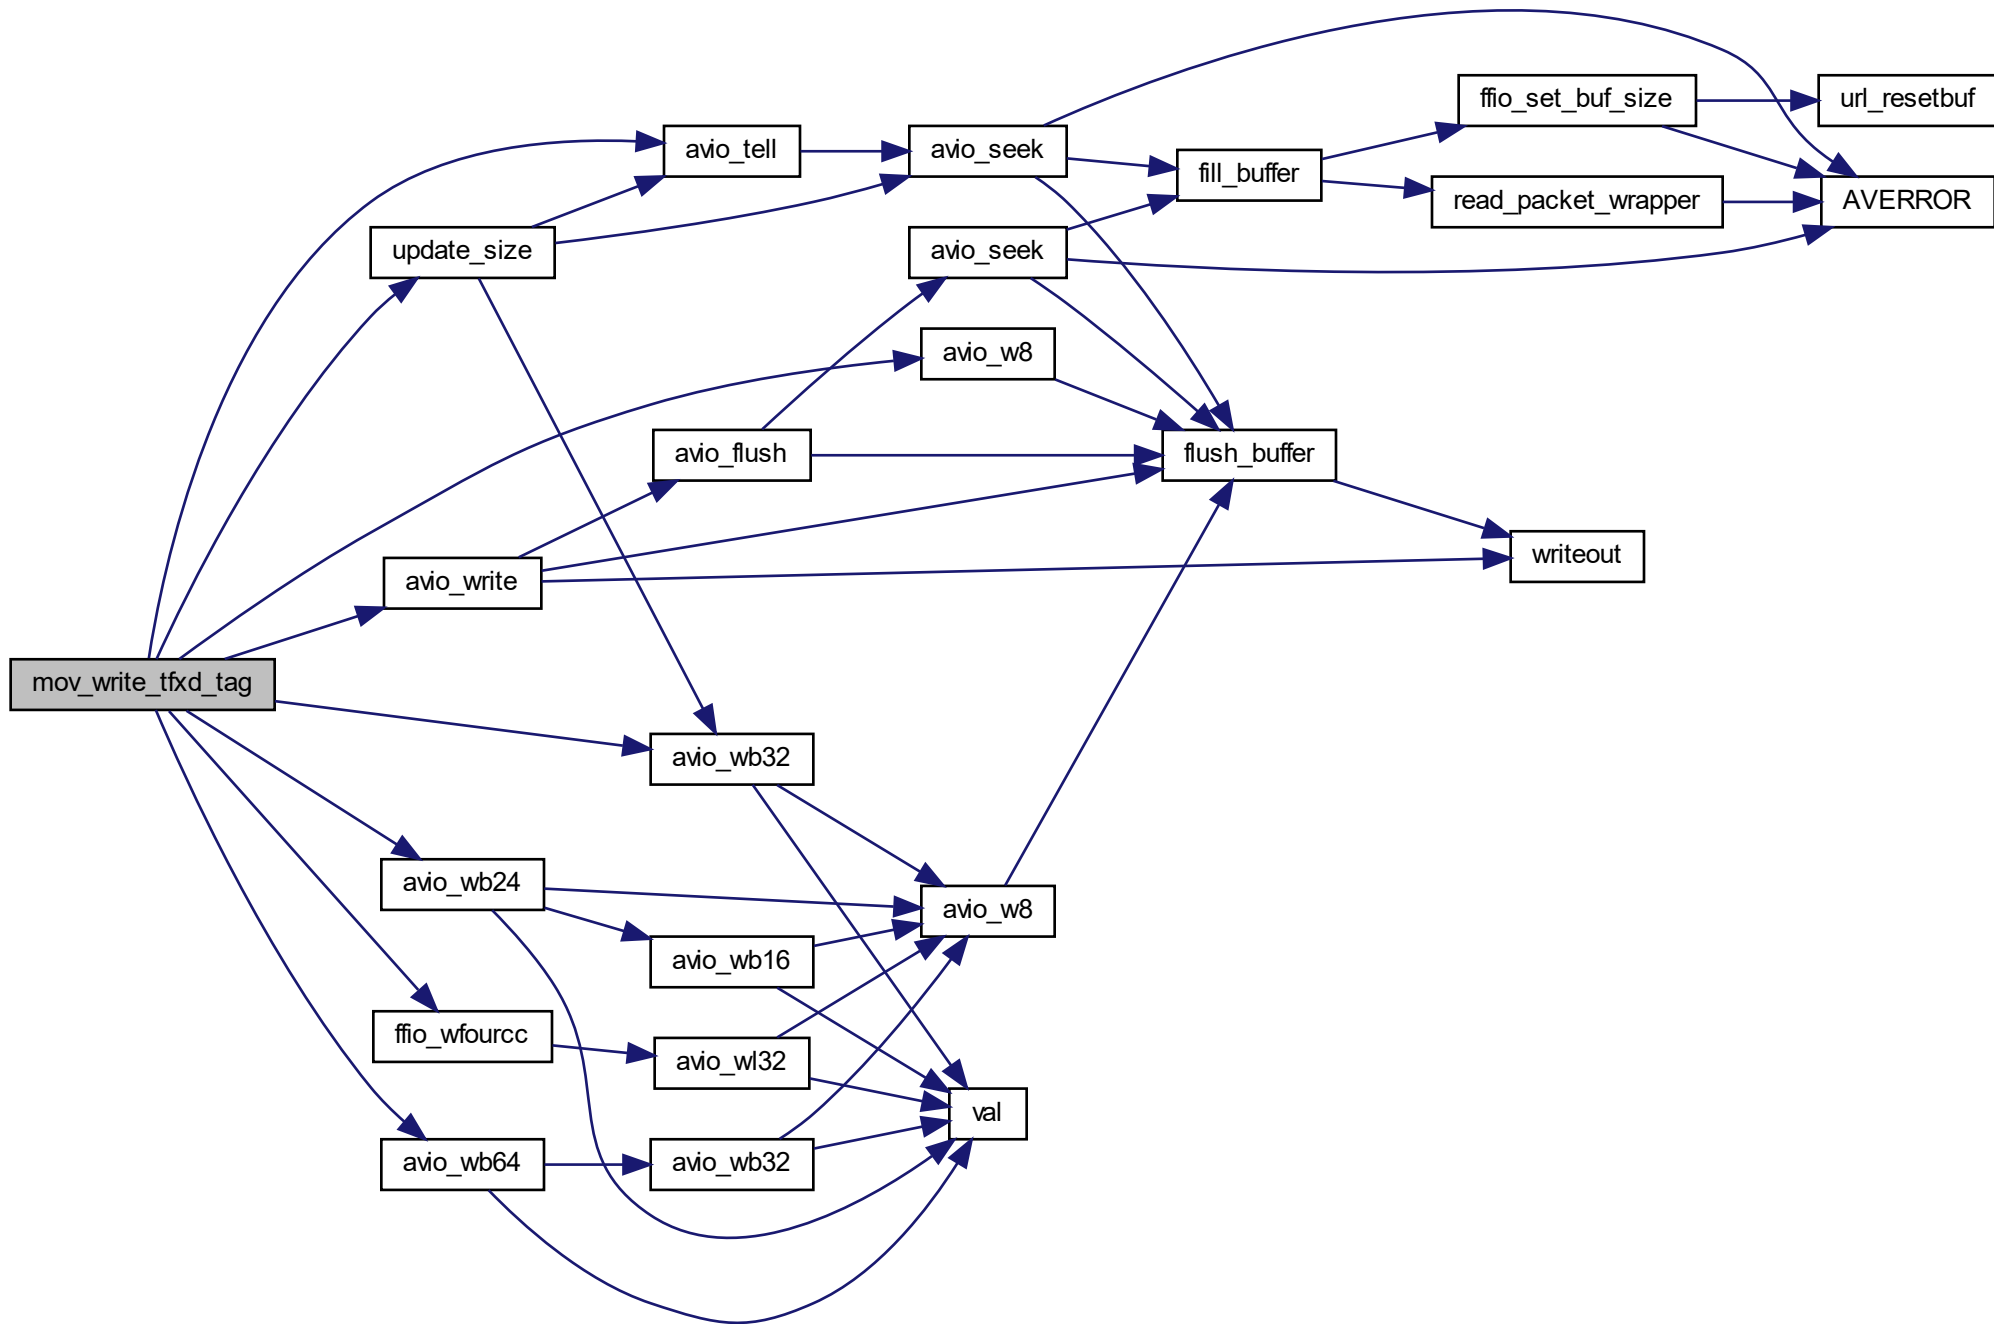 mov_write_tfxd_tag
avio_tell
update_size
avio_write
avio_flush
avio_wb32
avio_wb24
avio_wb16
ffio_wfourcc
avio_wl32
avio_wb64
avio_wb32
avio_seek
avio_seek
avio_w8
avio_w8
val
fill_buffer
flush_buffer
ffio_set_buf_size
read_packet_wrapper
writeout
url_resetbuf
AVERROR